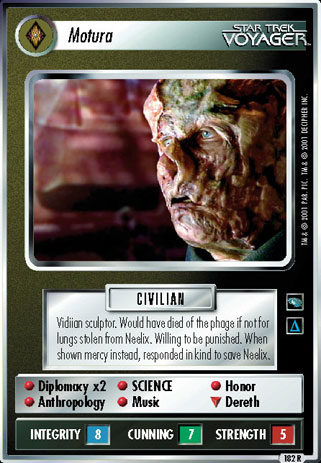 Motura
STAR TREK
VOYAGER™
TM & © 2001 PAR. PIC. TM & © 2001 DECIPHER INC.
CIVILIAN
Vidiian sculptor. Would have died of the phage if not for
lungs stolen from Neelix. Willing to be punished. When
shown mercy instead, responded in kind to save Neelix.
Diplomacy x2 SCIENCE Honor
Anthropology Music Dereth
INTEGRITY 8 CUNNING 7 STRENGTH 5
182 R